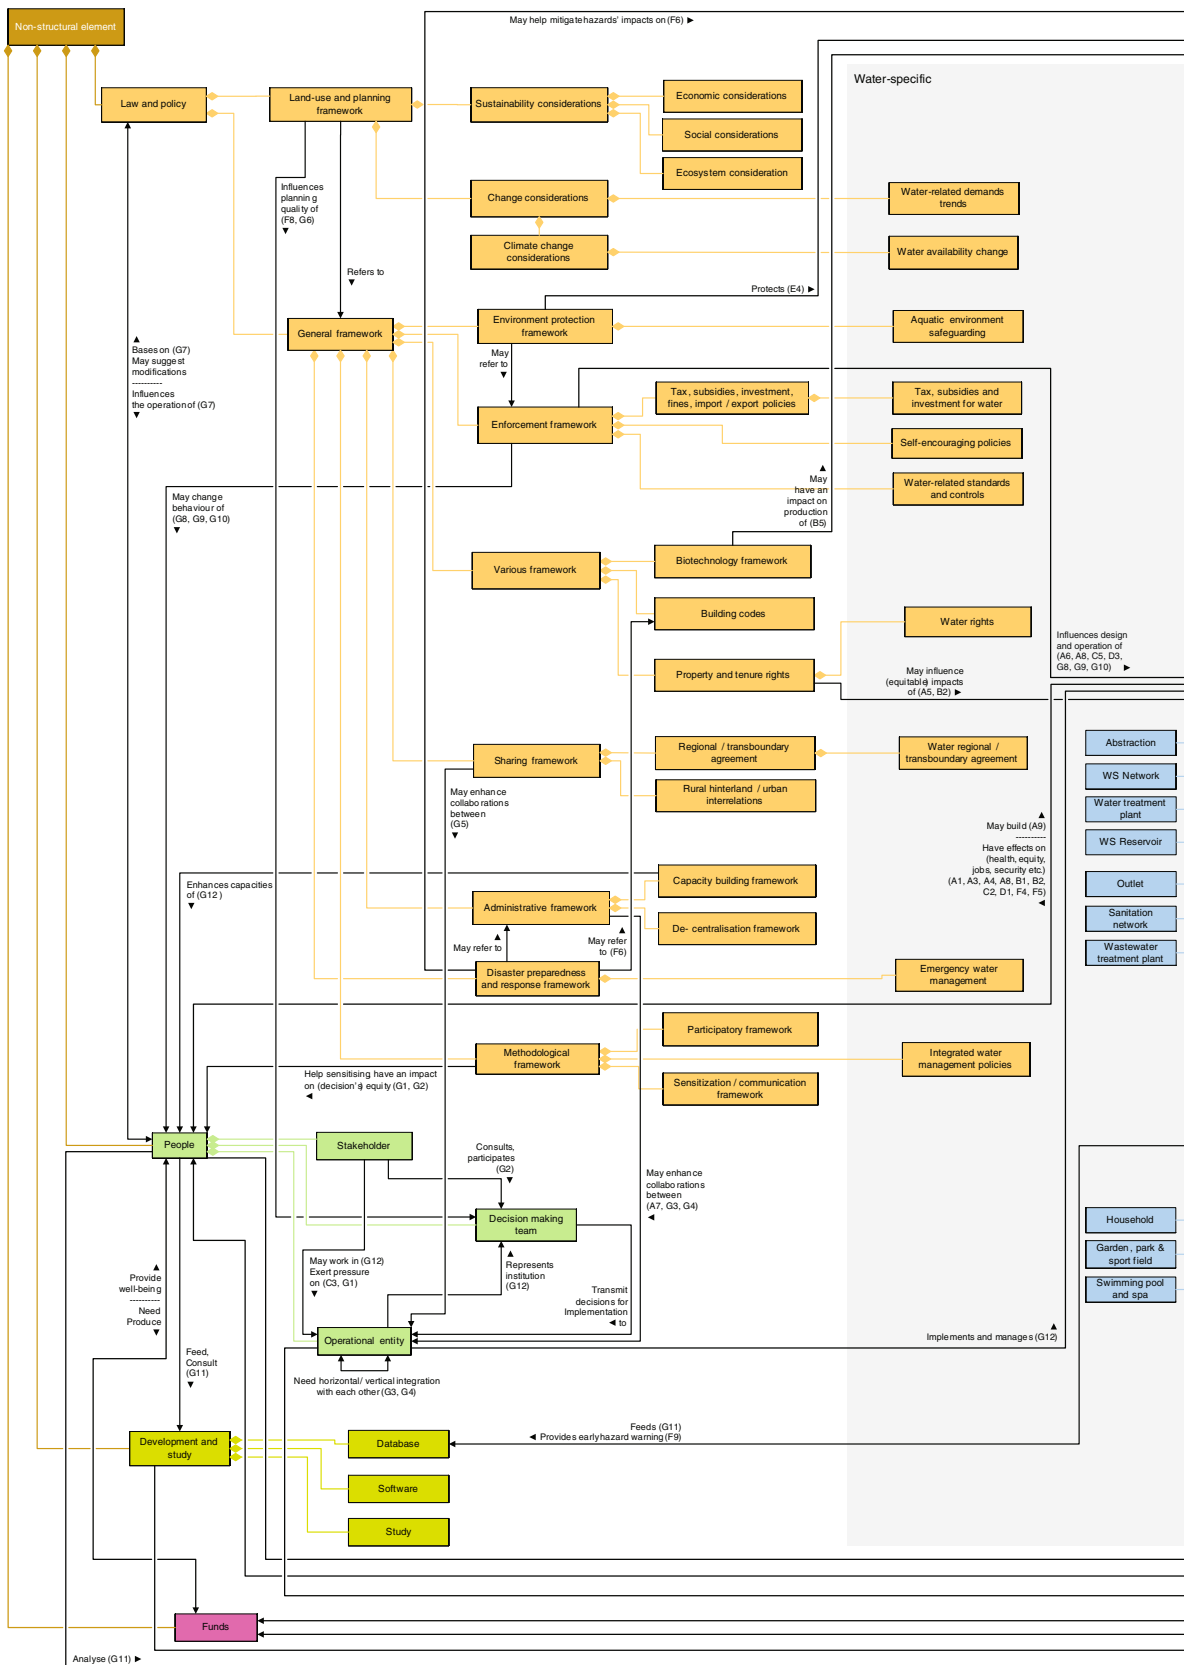 May help mitigate hazards' impacts on (F6) ►
Non-structural element
Water-specific
Law and policy
Land-use and planning
framework
Sustainability considerations
Economic considerations
Social considerations
Ecosystem consideration
Influences
planning
quality of
(F8, G6)
▼
Change considerations
Water-related demands
trends
Climate change
considerations
Water availability change
Refers to
▼
Protects (E4) ►
General framework
Environment protection
framework
Aquatic environment
safeguarding
▲
Bases on (G7)
May suggest
modifications
----------
Influences
the operation of (G7)
▼
May
refer to
▼
Tax, subsidies, investment,
fines, import / export policies
Tax, subsidies and
investment for water
Enforcement framework
Self-encouraging policies
▲
May
have an
impact on
production
of (B5)
Water-related standards
and controls
May change
behaviour of
(G8, G9, G10)
▼
Various framework
Biotechnology framework
Building codes
Water rights
Property and tenure rights
May influence
(equitable) impacts
of (A5, B2) ►
Influences design
and operation of
(A6, A8, C5, D3,
G8, G9, G10) ►
Sharing framework
Regional / transboundary
agreement
Water regional /
transboundary agreement
Abstraction
WS Network
Water treatment
plant
WS Reservoir
Outlet
Sanitation
network
Wastewater
treatment plant
Rural hinterland / urban
interrelations
May enhance
collaborations
between
(G5)
▼
▲
May build (A9)
----------
Have effects on
(health, equity,
jobs, security etc.)
(A1, A3, A4, A8, B1, B2,
C2, D1, F4, F5)
◄
Enhances capacities
of (G12)
▼
Capacity building framework
Administrative framework
De- centralisation framework
▲
May refer to
▲
May refer
to (F6)
Disaster preparedness
and response framework
Emergency water
management
Participatory framework
Methodological
framework
Integrated water
management policies
Help sensitising have an impact
on (decision's) equity (G1, G2)
◄
Sensitization / communication
framework
People
Stakeholder
Consults,
participates
(G2)
▼
May enhance
collaborations
between
(A7, G3, G4)
◄
Decision making
team
Household
Garden, park &
sport field
Swimming pool
and spa
▲
Provide
well-being
----------
Need
Produce
▼
May work in (G12)
Exert pressure
on (C3, G1)
▼
▲
Represents
institution
(G12)
Transmit
decisions for
Implementation
◄ to
Operational entity
▲
Implements and manages (G12)
Feed,
Consult
(G11)
▼
Need horizontal / vertical integration
with each other (G3, G4)
Feeds (G11)
◄ Provides early hazard warning (F9)
Development and
study
Database
Software
Study
Funds
Analyse (G11) ►